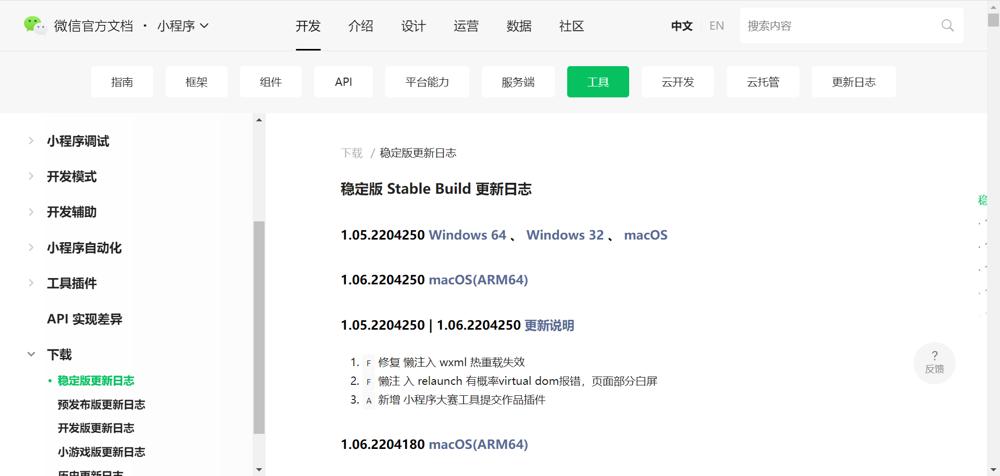 微信官方文档 · 小程序
开发 介绍 设计 运营 数据 社区
中文 EN
搜索内容
指南 框架 组件 API 平台能力 服务端 工具 云开发 云托管 更新日志
小程序调试
开发模式
开发辅助
小程序自动化
工具插件
API 实现差异
下载
• 稳定版更新日志
预发布版更新日志
开发版更新日志
小游戏版更新日志
历史更新日志
下载 / 稳定版更新日志
稳定版 Stable Build 更新日志
1.05.2204250 Windows 64 、 Windows 32 、 macOS
1.06.2204250 macOS(ARM64)
1.05.2204250 | 1.06.2204250 更新说明
1. F 修复 懒注入 wxml 热重载失效
2. F 懒注 入 relaunch 有概率virtual dom报错，页面部分白屏
3. A 新增 小程序大赛工具提交作品插件
1.06.2204180 macOS(ARM64)
稳
?
反馈